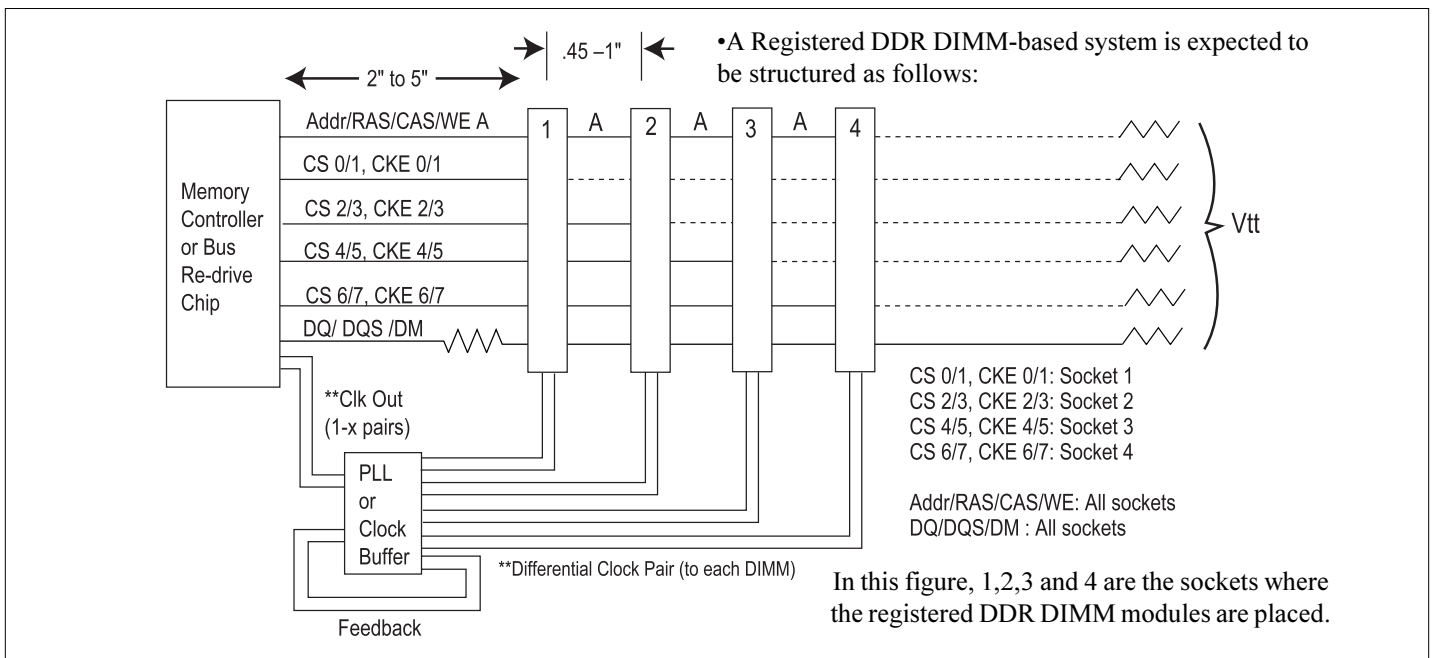 .45 –1"
•A Registered DDR DIMM-based system is expected to
be structured as follows:
2" to 5"
Addr/RAS/CAS/WE A
1
A
2
A
3
A
4
CS 0/1, CKE 0/1
CS 2/3, CKE 2/3
CS 4/5, CKE 4/5
CS 6/7, CKE 6/7
DQ/ DQS /DM
Memory
Controller
or Bus
Re-drive
Chip
Vtt
**Clk Out
(1-x pairs)
CS 0/1, CKE 0/1: Socket 1
CS 2/3, CKE 2/3: Socket 2
CS 4/5, CKE 4/5: Socket 3
CS 6/7, CKE 6/7: Socket 4
Addr/RAS/CAS/WE: All sockets
DQ/DQS/DM : All sockets
PLL
or
Clock
Buffer
**Differential Clock Pair (to each DIMM)
Feedback
In this figure, 1,2,3 and 4 are the sockets where
the registered DDR DIMM modules are placed.